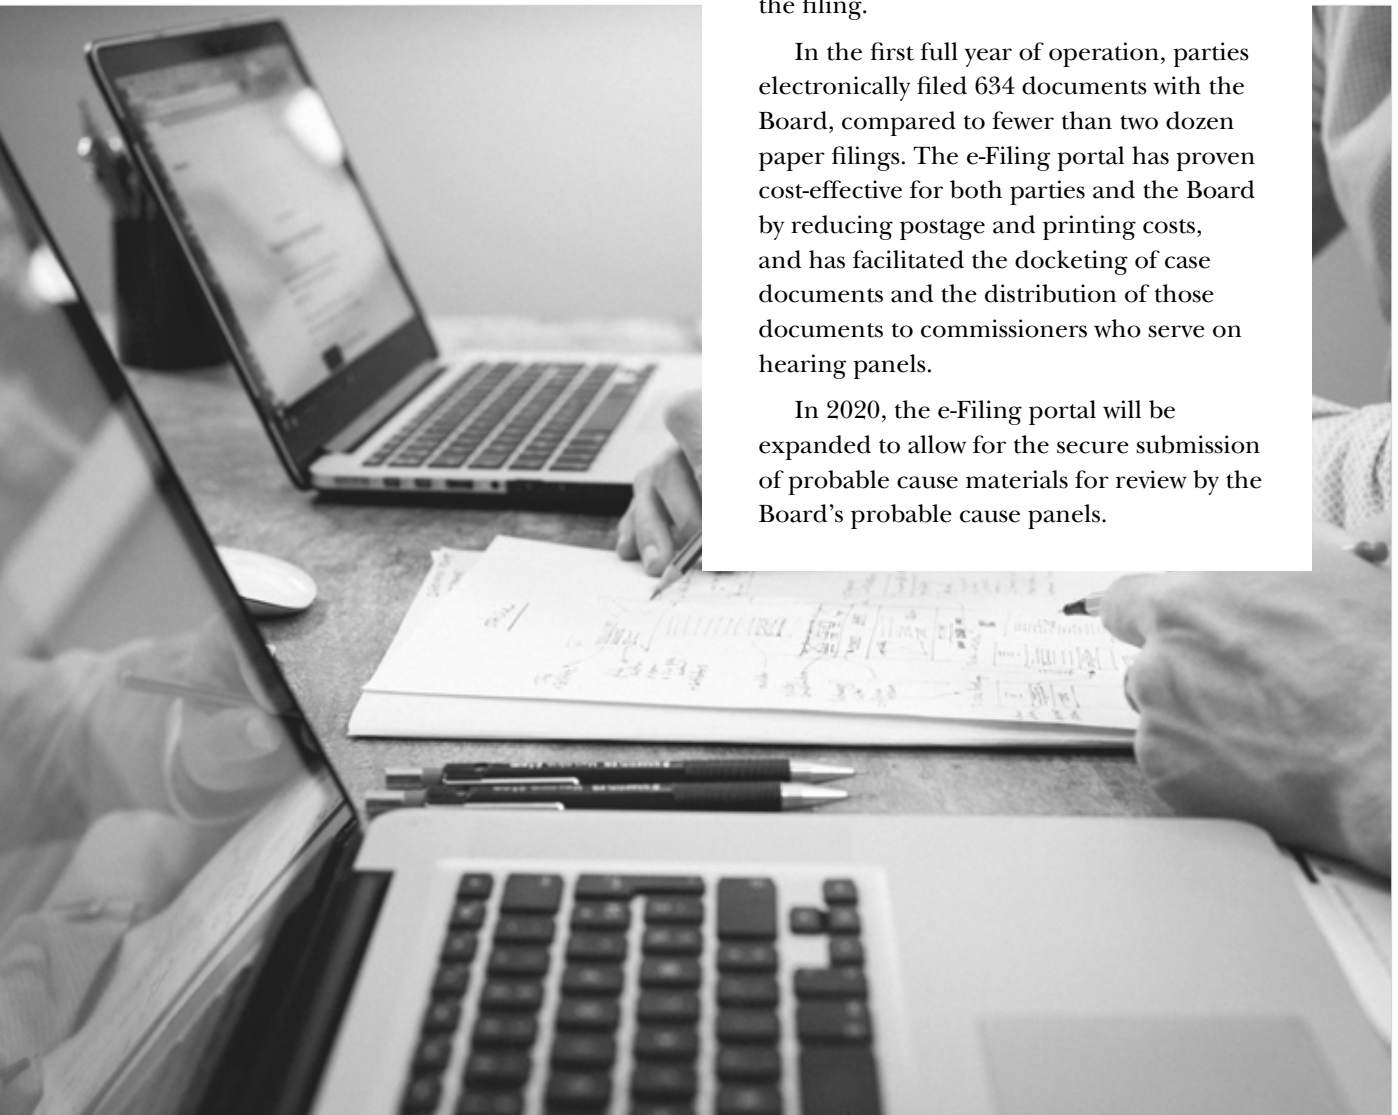 the filing.
In the first full year of operation, parties
electronically filed 634 documents with the
Board, compared to fewer than two dozen
paper filings. The e-Filing portal has proven
cost-effective for both parties and the Board
by reducing postage and printing costs,
and has facilitated the docketing of case
documents and the distribution of those
documents to commissioners who serve on
hearing panels.
In 2020, the e-Filing portal will be
expanded to allow for the secure submission
of probable cause materials for review by the
Board’s probable cause panels.